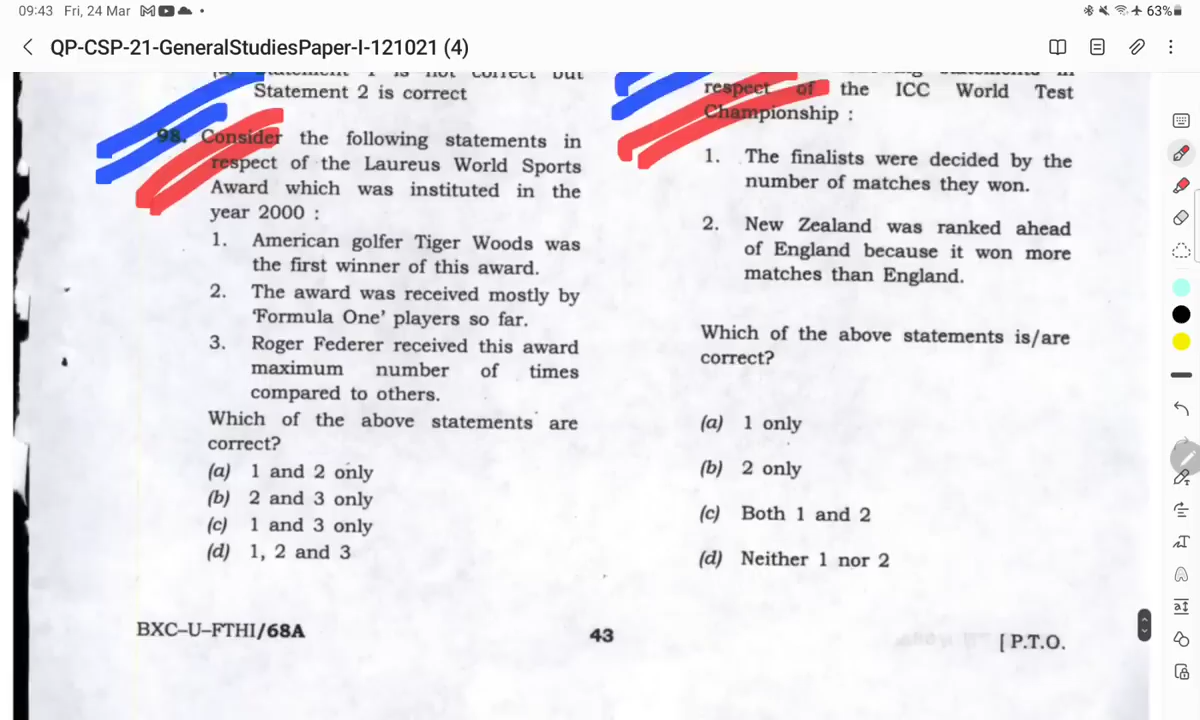 09:43 Fri, 24 Mar
63%
QP-CSP-21-GeneralStudiesPaper-I-121021 (4)
Statement 1 is not correct but
Statement 2 is correct
98. Consider the following statements in
respect of the Laureus World Sports
Award which was instituted in the
year 2000 :
1. American golfer Tiger Woods was
the first winner of this award.
2. The award was received mostly by
'Formula One' players so far.
3. Roger Federer received this award
maximum number of times
compared to others.
Which of the above statements are
correct?
(a) 1 and 2 only
(b) 2 and 3 only
(c) 1 and 3 only
(d) 1, 2 and 3
statements in
respect of the ICC World Test
Championship :
1. The finalists were decided by the
number of matches they won.
2. New Zealand was ranked ahead
of England because it won more
matches than England.
Which of the above statements is/are
correct?
(a) 1 only
(b) 2 only
(c) Both 1 and 2
(d) Neither 1 nor 2
BXC-U-FTHI/68A
43
[ P.T.O.